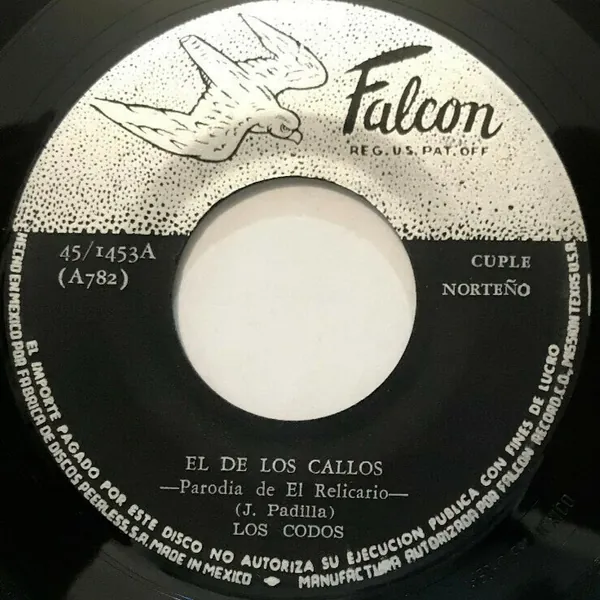 Falcon
REG. U.S. PAT. OFF
45/1453A
(A782)
CUPLE
NORTEÑO
EL DE LOS CALLOS
—Parodia de El Relicario—
(J. Padilla)
LOS CODOS
HECHO EN MEXICO POR FABRICA DE DISCOS PEERLESS, S.A. MADE IN MEXICO - MANUFACTURA AUTORIZADA POR FALCON RECORD, C.O., MISSION TEXAS U.S.A.
EL IMPORTE PAGADO POR ESTE DISCO NO AUTORIZA SU EJECUCION PUBLICA CON FINES DE LUCRO